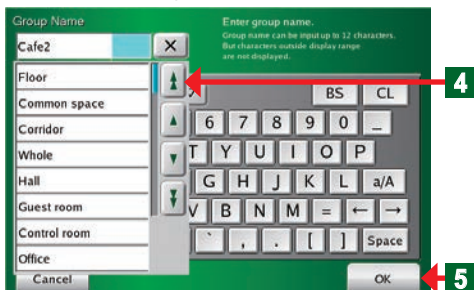 Group Name
Enter group name.
Group name can be input up to 12 characters.
But characters outside display range
are not displayed.
Cafe2
X
Floor
Common space
Corridor
Whole
Hall
Guest room
Control room
Office
BS CL
6 7 8 9 0 _
T Y U I O P
G H J K L a/A
V B N M = ← →
` , . [ ] Space
Cancel
OK
4
5